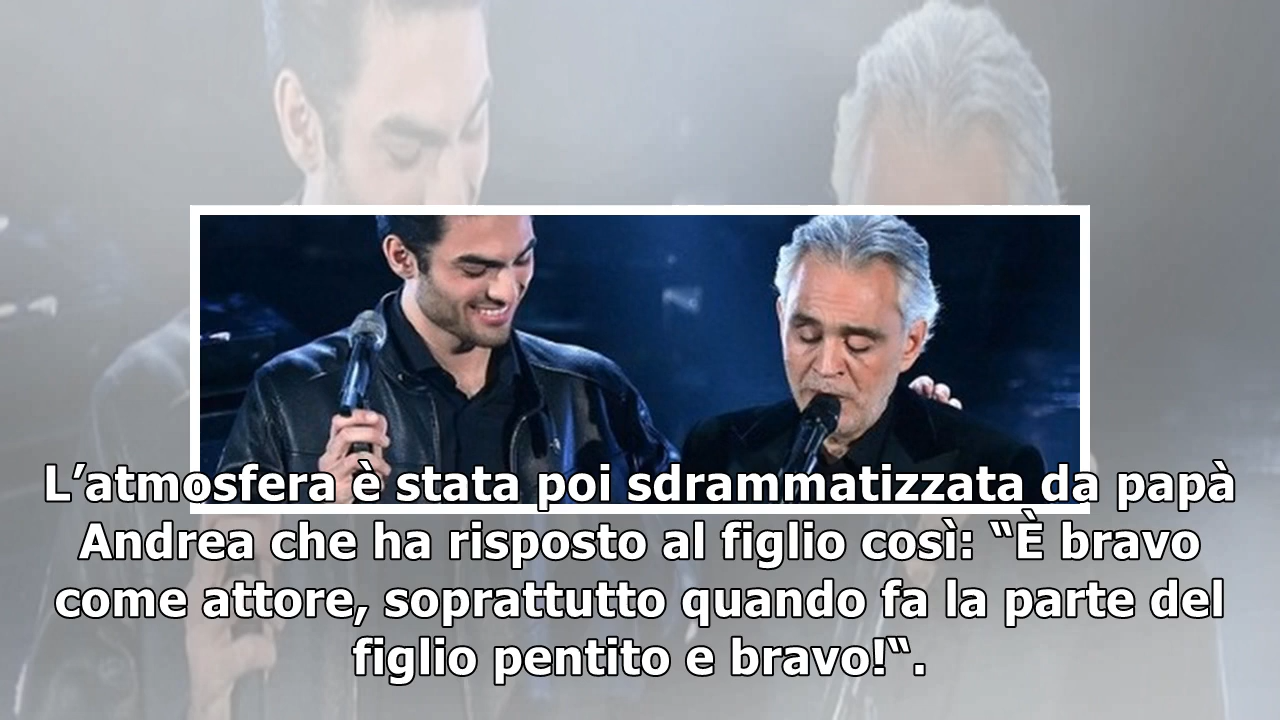 L’atmosfera è stata poi sdrammatizzata da papà
Andrea che ha risposto al figlio così: “È bravo
come attore, soprattutto quando fa la parte del
figlio pentito e bravo!“.